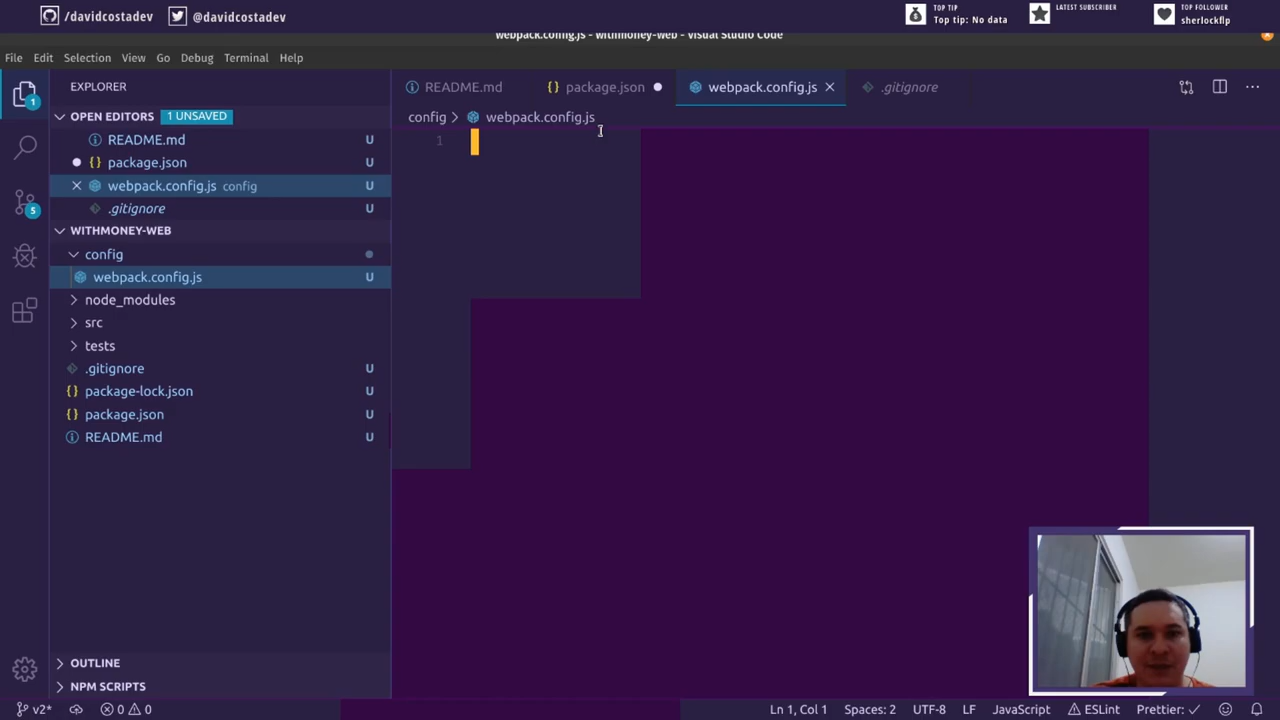 /davidcostadev
@davidcostadev
TOP TIP
Top tip: No data
LATEST SUBSCRIBER
TOP FOLLOWER
sherlockflp
webpack.config.js - withmoney-web - Visual Studio Code
File Edit Selection View Go Debug Terminal Help
EXPLORER
README.md
package.json
webpack.config.js
.gitignore
OPEN EDITORS 1 UNSAVED
config > webpack.config.js
1
README.md U
package.json U
webpack.config.js config U
.gitignore U
WITHMONEY-WEB
config
webpack.config.js U
node_modules
src
tests
.gitignore U
package-lock.json U
package.json U
README.md U
1
5
OUTLINE
NPM SCRIPTS
v2* 0 0 Ln 1, Col 1 Spaces: 2 UTF-8 LF JavaScript ESLint Prettier: ✓